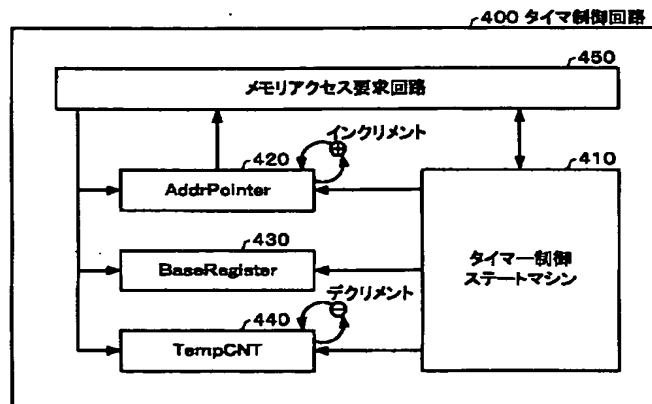 400 タイマ制御回路
450
メモリアクセス要求回路
インクリメント
420
410
AddrPointer
430
BaseRegister
タイマー制御
ステートマシン
デクリメント
440
TempCNT